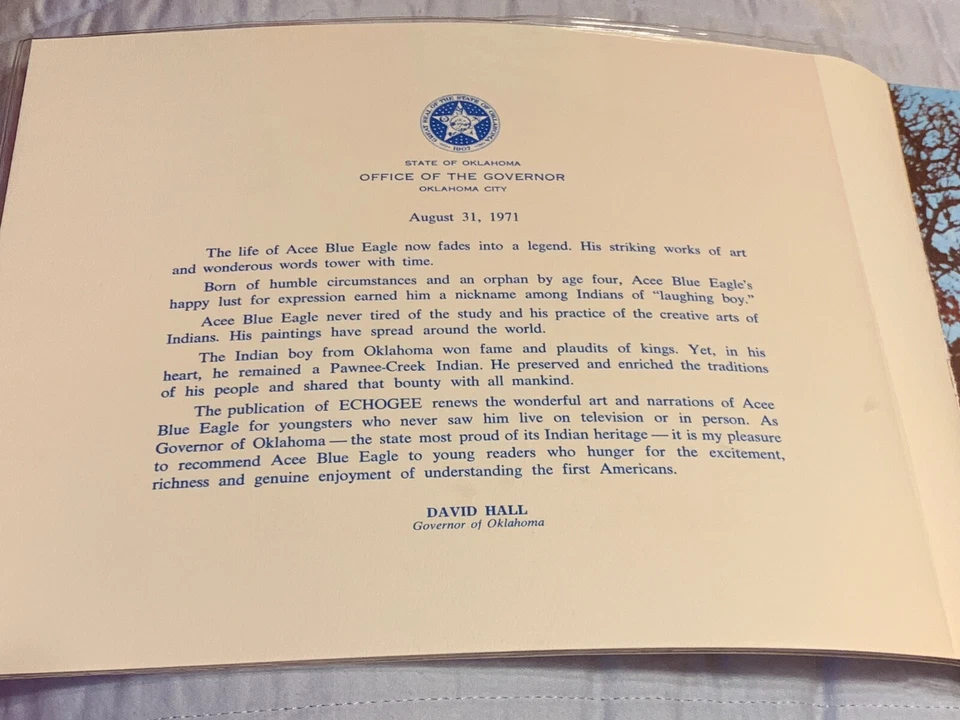 GREAT SEAL OF THE STATE OF OKLAHOMA
1907
STATE OF OKLAHOMA
OFFICE OF THE GOVERNOR
OKLAHOMA CITY
August 31, 1971
The life of Acee Blue Eagle now fades into a legend. His striking works of art
and wonderous words tower with time.
Born of humble circumstances and an orphan by age four, Acee Blue Eagle's
happy lust for expression earned him a nickname among Indians of "laughing boy."
Acee Blue Eagle never tired of the study and his practice of the creative arts of
Indians. His paintings have spread around the world.
The Indian boy from Oklahoma won fame and plaudits of kings. Yet, in his
heart, he remained a Pawnee-Creek Indian. He preserved and enriched the traditions
of his people and shared that bounty with all mankind.
The publication of ECHOGEE renews the wonderful art and narrations of Acee
Blue Eagle for youngsters who never saw him live on television or in person. As
Governor of Oklahoma — the state most proud of its Indian heritage — it is my pleasure
to recommend Acee Blue Eagle to young readers who hunger for the excitement,
richness and genuine enjoyment of understanding the first Americans.
DAVID HALL
Governor of Oklahoma